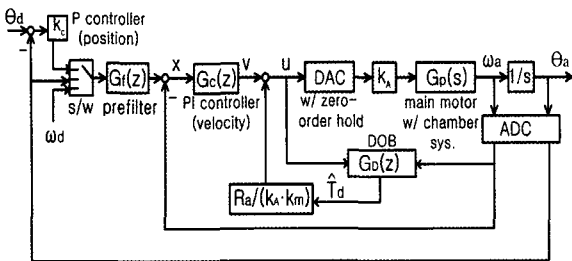 θd
P controller
(position)
Kc
-
s/w
ωd
Gf(z)
prefilter
x
-
Gc(z)
PI controller
(velocity)
v
u
DAC
w/ zero-
order hold
kA
Gp(s)
main motor
w/ chamber
sys.
ωa
1/s
θa
ADC
DOB
GD(z)
T̂d
Ra/(kA·km)